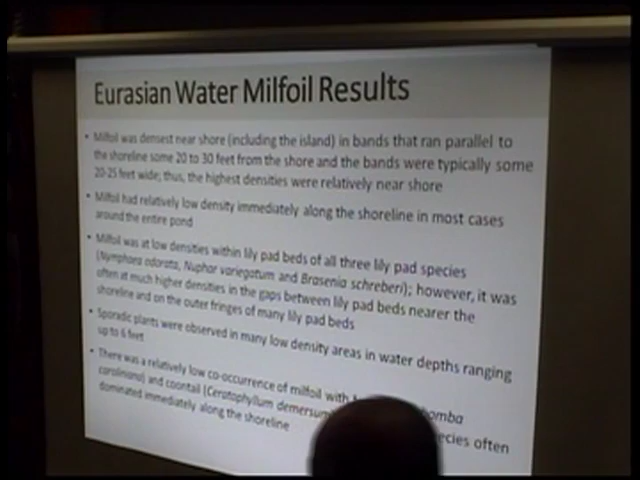 Eurasian Water Milfoil Results
• Milfoil was densest near shore (including the island) in bands that ran parallel to
the shoreline some 20 to 30 feet from the shore and the bands were typically some
20-25 feet wide; thus, the highest densities were relatively near shore
• Milfoil had relatively low density immediately along the shoreline in most cases
around the entire pond
• Milfoil was at low densities within lily pad beds of all three lily pad species
(Nymphaea odorata, Nuphar variegatum and Brasenia schreberi); however, it was
often at much higher densities in the gaps between lily pad beds nearer the
shoreline and on the outer fringes of many lily pad beds
• Sporadic plants were observed in many low density areas in water depths ranging
up to 6 feet
• There was a relatively low co-occurrence of milfoil with omba
caroliniana) and coontail (Ceratophyllum demersum ecies often
dominated immediately along the shoreline